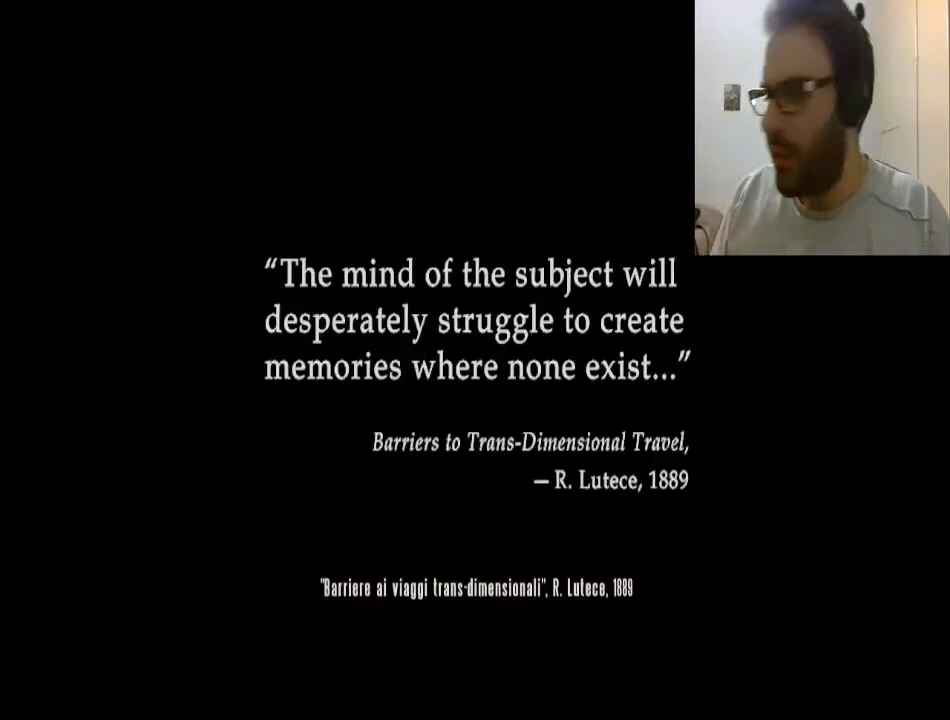 “The mind of the subject will
desperately struggle to create
memories where none exist...”
Barriers to Trans-Dimensional Travel,
— R. Lutece, 1889
"Barriere ai viaggi trans-dimensionali", R. Lutece, 1889